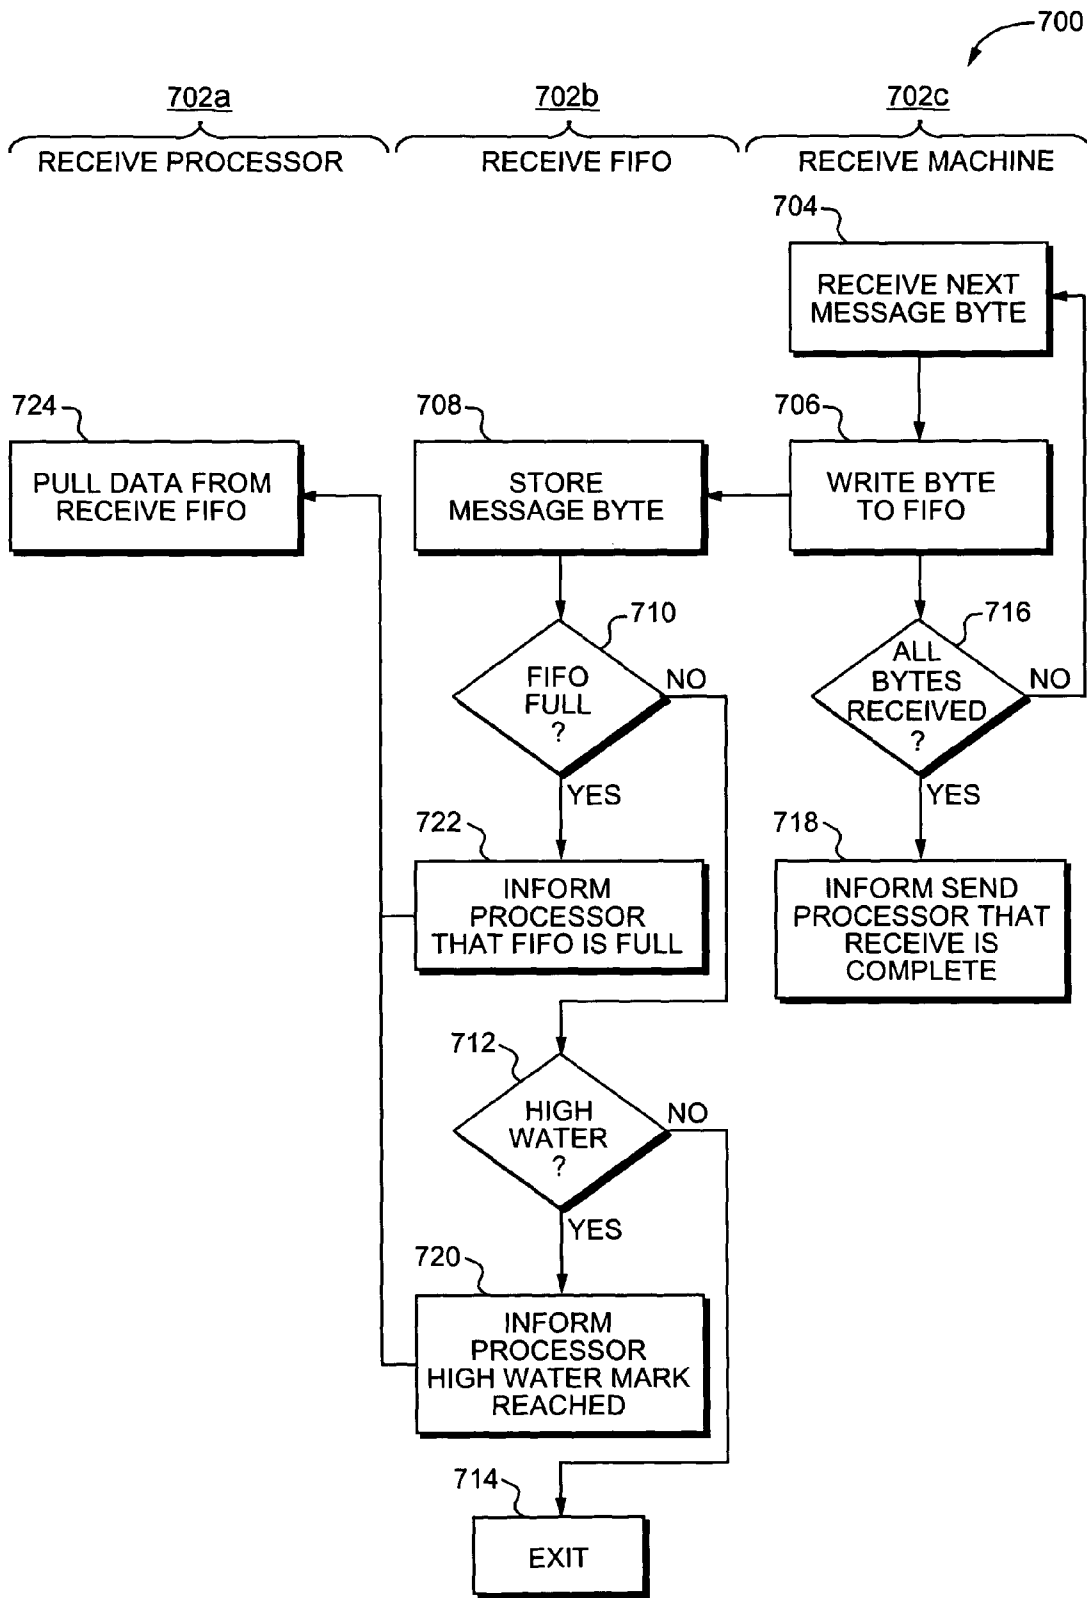 700
702a
702b
702c
RECEIVE PROCESSOR
RECEIVE FIFO
RECEIVE MACHINE
704
RECEIVE NEXT
MESSAGE BYTE
724
PULL DATA FROM
RECEIVE FIFO
708
STORE
MESSAGE BYTE
706
WRITE BYTE
TO FIFO
710
FIFO
FULL
?
NO
YES
716
ALL
BYTES
RECEIVED
?
NO
YES
722
INFORM
PROCESSOR
THAT FIFO IS FULL
718
INFORM SEND
PROCESSOR THAT
RECEIVE IS
COMPLETE
712
HIGH
WATER
?
NO
YES
720
INFORM
PROCESSOR
HIGH WATER MARK
REACHED
714
EXIT